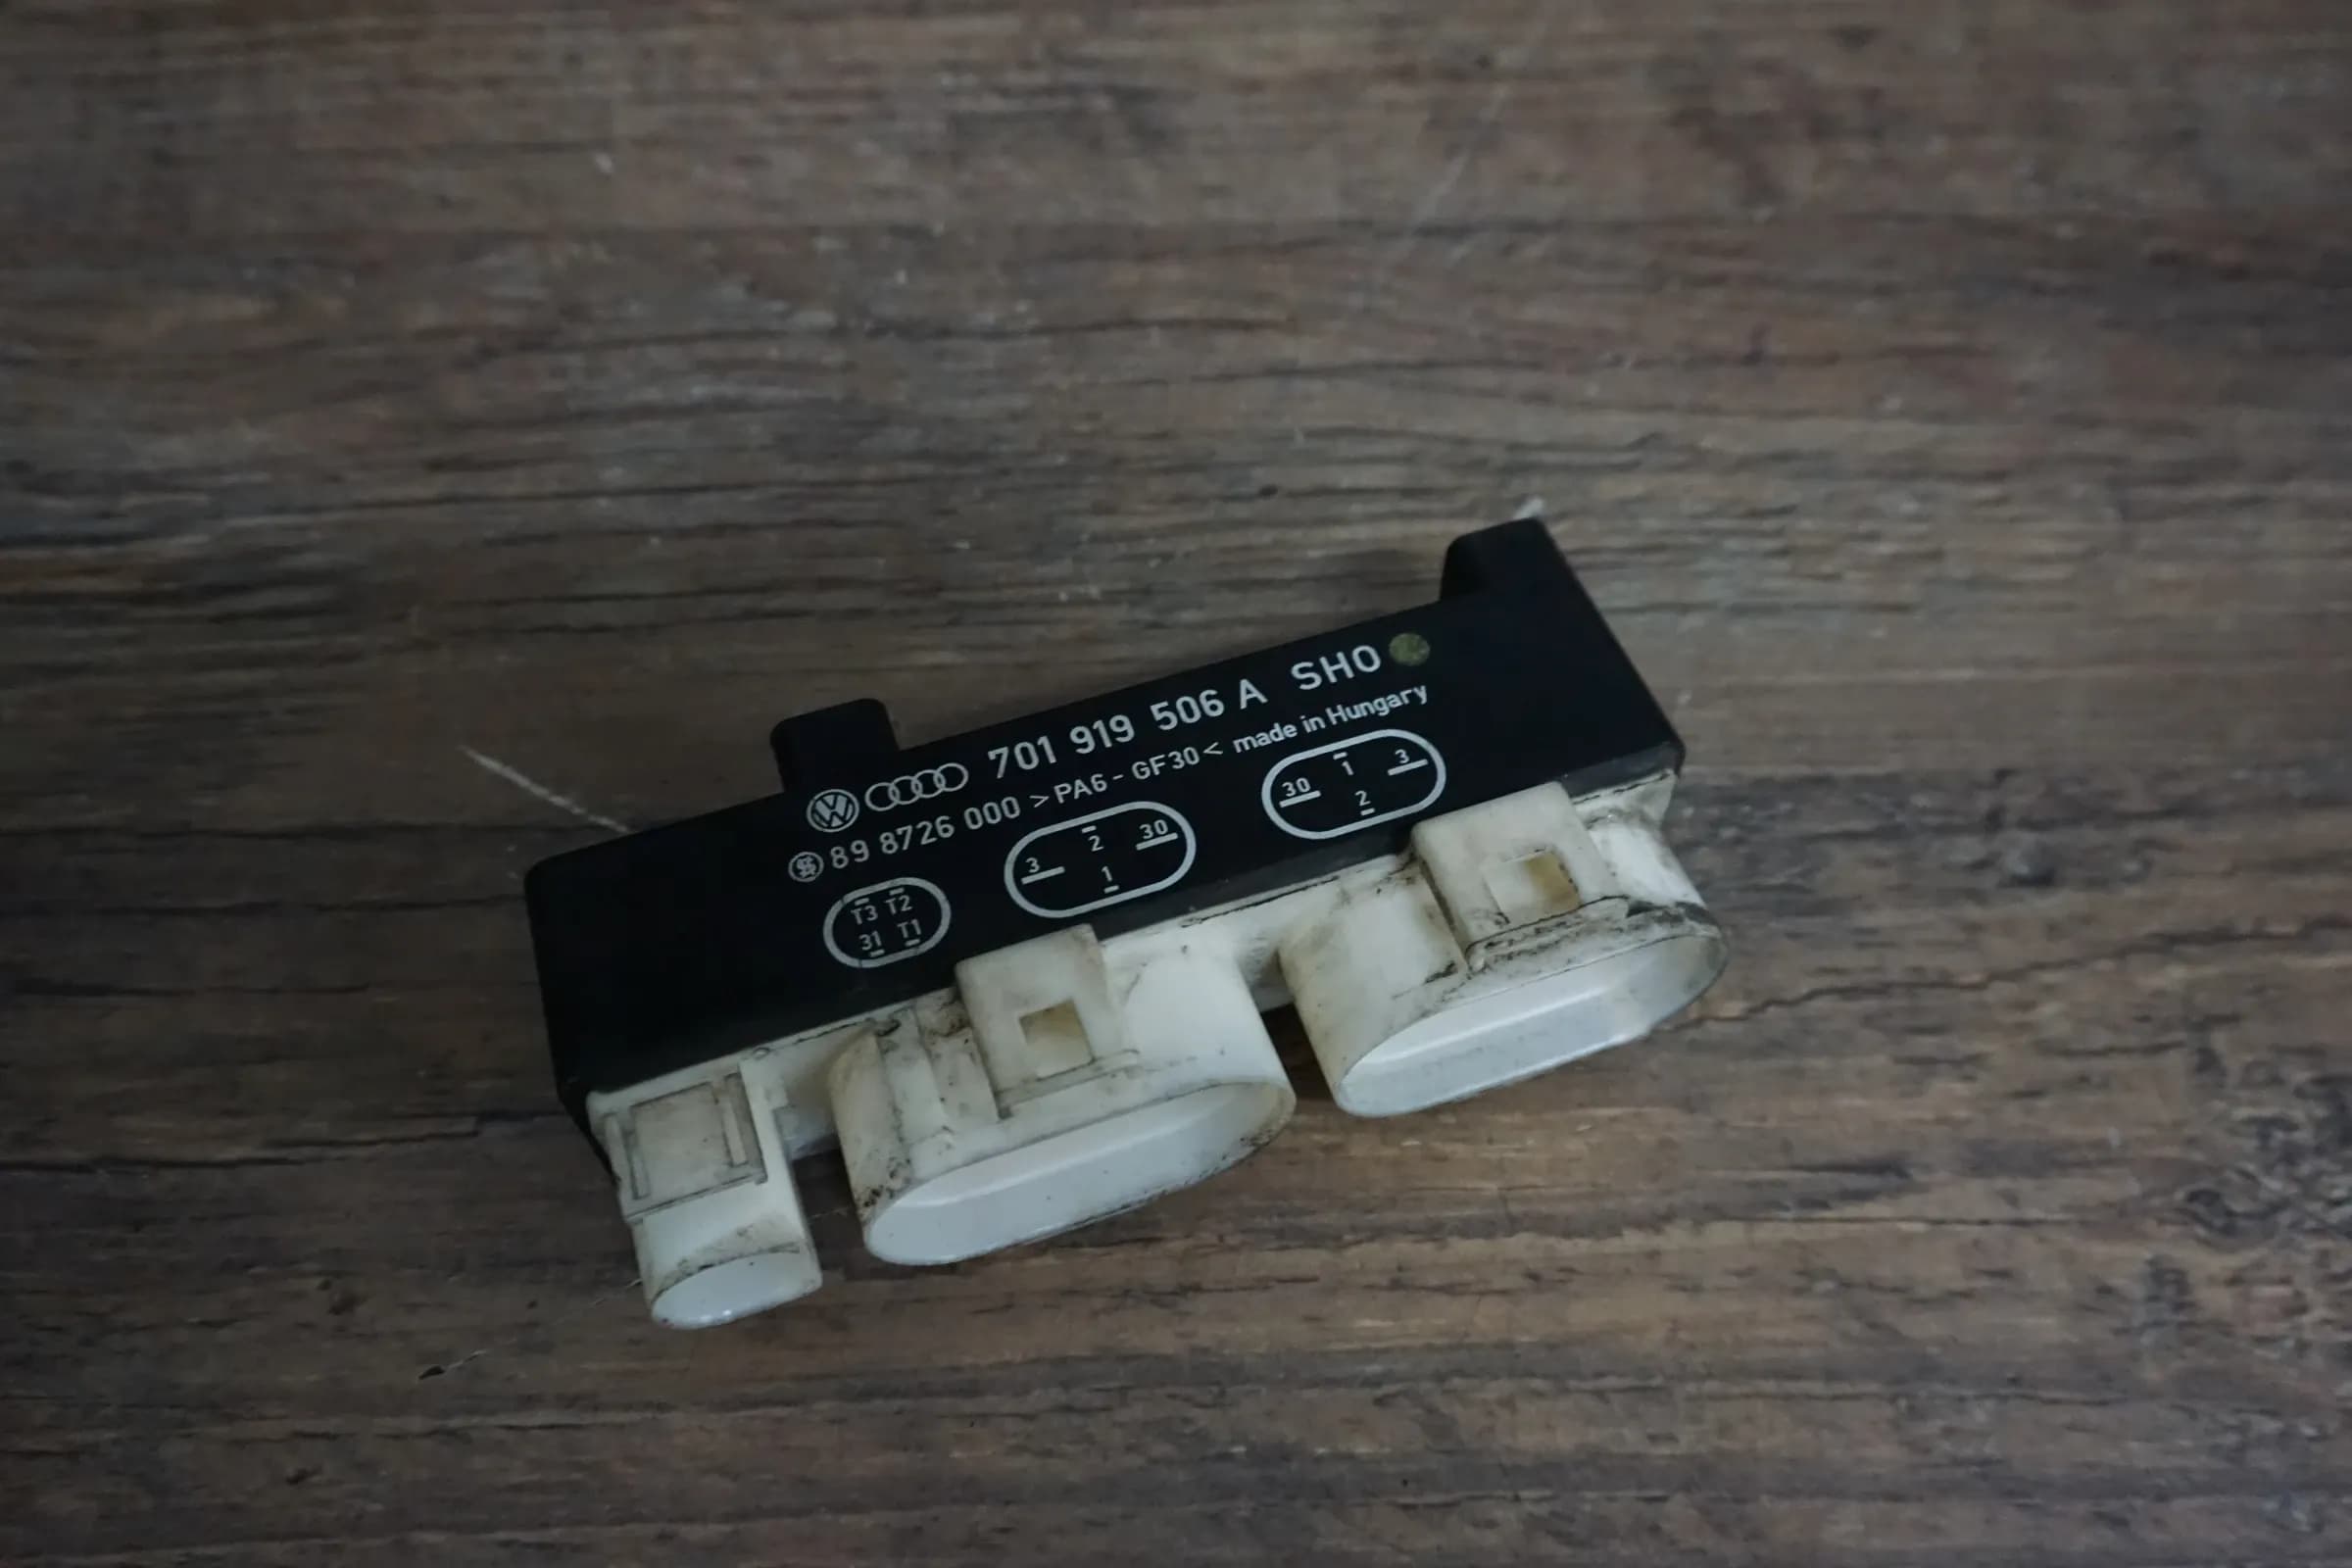 701 919 506 A SHO
89 8726 000 >PA6-GF30< made in Hungary
T3 T2
31 T1
3 2 30
1
30 1 3
2